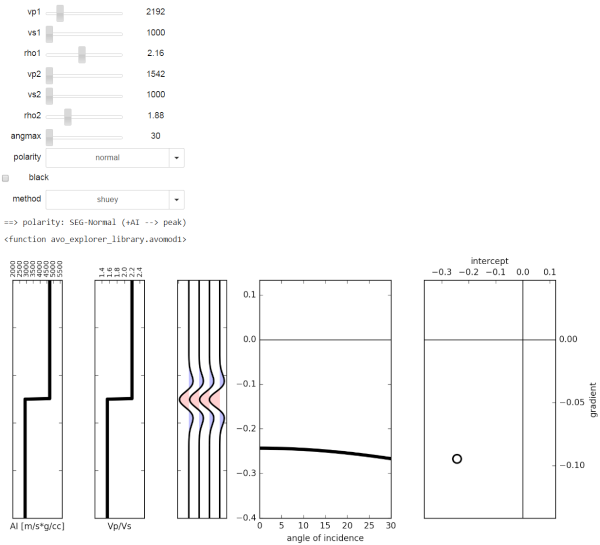 vp1 2192
vs1 1000
rho1 2.16
vp2 1542
vs2 1000
rho2 1.88
angmax 30
polarity normal
black
method shuey
==> polarity: SEG-Normal (+AI --> peak)
<function avo_explorer_library.avomod1>
2000 2500 3000 3500 4000 4500 5000 5500
AI [m/s*g/cc]
1.4 1.6 1.8 2.0 2.2 2.4
Vp/Vs
0.1
0.0
−0.1
−0.2
−0.3
−0.4
0 5 10 15 20 25 30
angle of incidence
intercept
−0.3 −0.2 −0.1 0.0 0.1
0.00
−0.05
−0.10
gradient